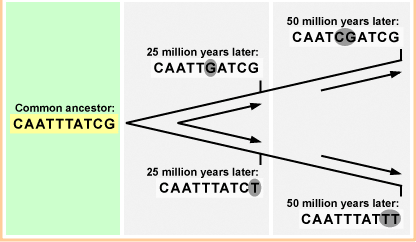 50 million years later:
CAATCGATCG
25 million years later:
CAATTGATCG
Common ancestor:
CAATTTATCG
25 million years later:
CAATTTATCT
50 million years later:
CAATTTATTT